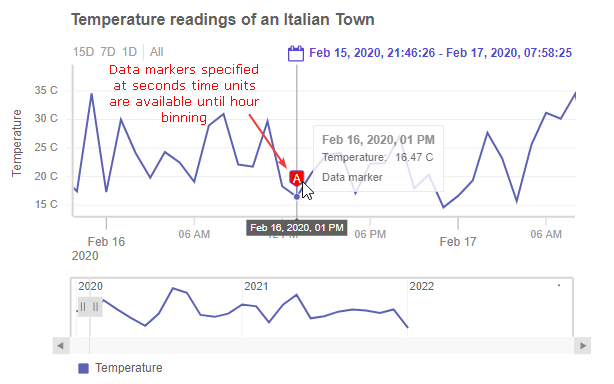 Temperature readings of an Italian Town
15D 7D 1D | All
Feb 15, 2020, 21:46:26 - Feb 17, 2020, 07:58:25
Data markers specified
at seconds time units
are available until hour
binning
Temperature
35 C
30 C
25 C
20 C
15 C
A
Feb 16, 2020, 01 PM
Temperature: 16.47 C
Data marker
Feb 16, 2020, 01 PM
Feb 16
06 AM
12 PM
06 PM
Feb 17
06 AM
2020
2020
2021
2022
Temperature